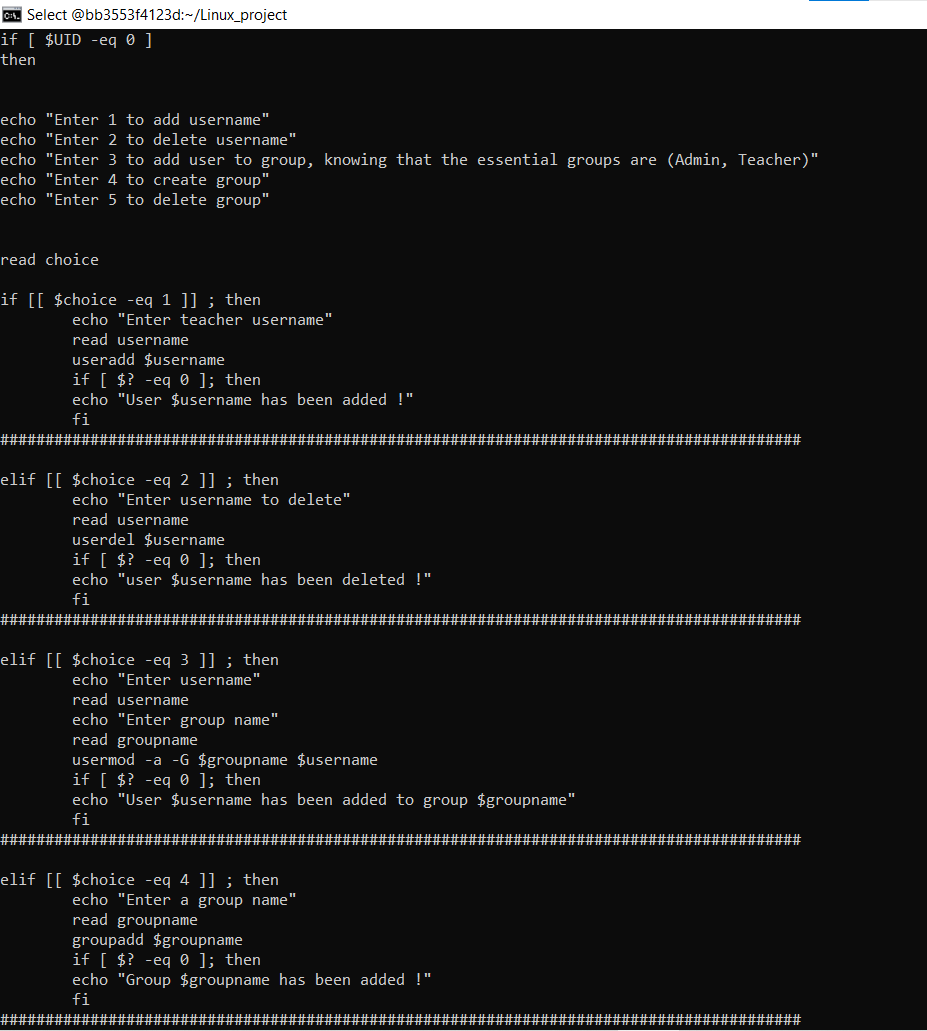 Select @bb3553f4123d:~/Linux_project
if [ $UID -eq 0 ]
then
echo "Enter 1 to add username"
echo "Enter 2 to delete username"
echo "Enter 3 to add user to group, knowing that the essential groups are (Admin, Teacher)"
echo "Enter 4 to create group"
echo "Enter 5 to delete group"
read choice
if [[ $choice -eq 1 ]] ; then
        echo "Enter teacher username"
        read username
        useradd $username
        if [ $? -eq 0 ]; then
        echo "User $username has been added !"
        fi
#########################################################################################
elif [[ $choice -eq 2 ]] ; then
        echo "Enter username to delete"
        read username
        userdel $username
        if [ $? -eq 0 ]; then
        echo "user $username has been deleted !"
        fi
#########################################################################################
elif [[ $choice -eq 3 ]] ; then
        echo "Enter username"
        read username
        echo "Enter group name"
        read groupname
        usermod -a -G $groupname $username
        if [ $? -eq 0 ]; then
        echo "User $username has been added to group $groupname"
        fi
#########################################################################################
elif [[ $choice -eq 4 ]] ; then
        echo "Enter a group name"
        read groupname
        groupadd $groupname
        if [ $? -eq 0 ]; then
        echo "Group $groupname has been added !"
        fi
#########################################################################################